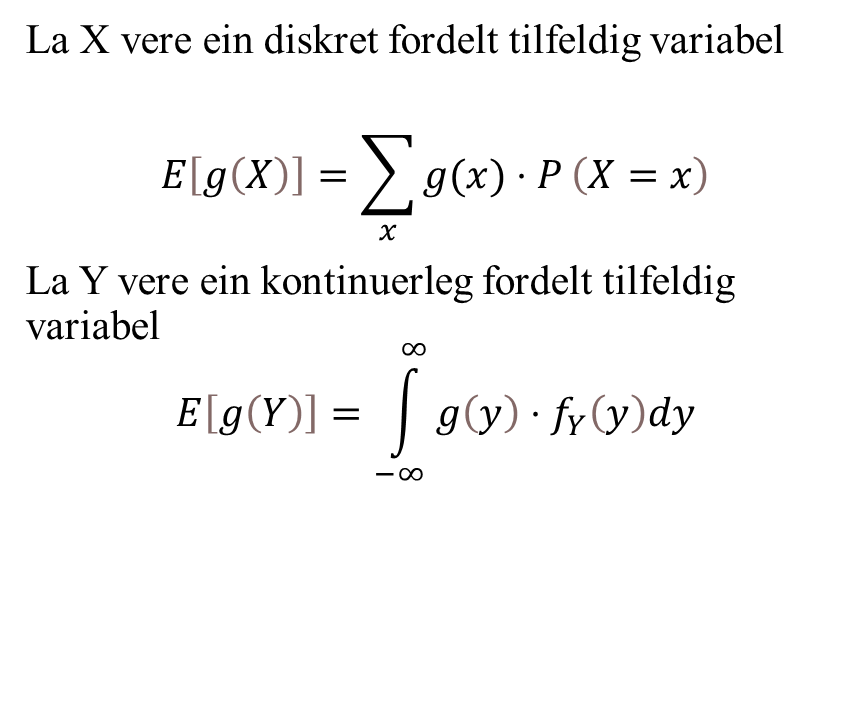 La X vere ein diskret fordelt tilfeldig variabel
E[g(X)] = ∑ g(x) · P (X = x)
x
La Y vere ein kontinuerleg fordelt tilfeldig
variabel
∞
E[g(Y)] = ∫ g(y) · f_Y(y)dy
−∞